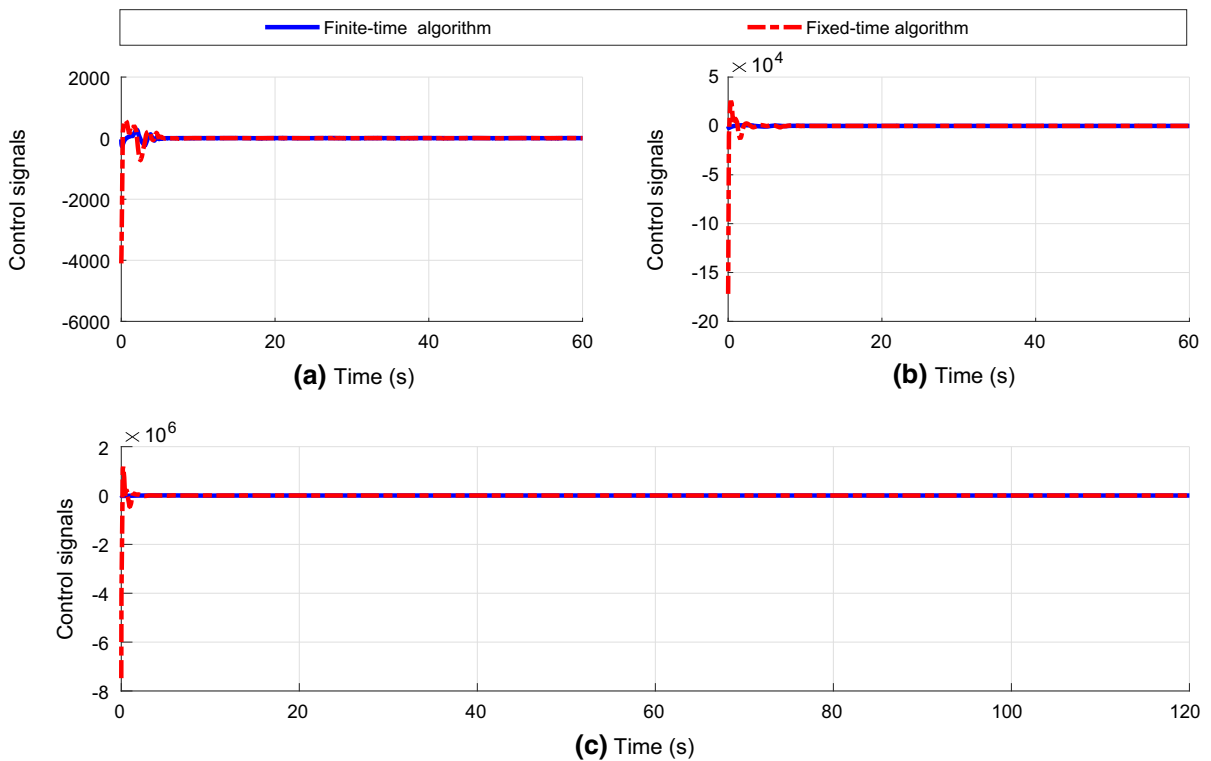 Finite-time algorithm
Fixed-time algorithm
2000
0
-2000
-4000
-6000
Control signals
0 20 40 60
(a) Time (s)
× 10^4
5
0
-5
-10
-15
-20
Control signals
0 20 40 60
(b) Time (s)
× 10^6
2
0
-2
-4
-6
-8
Control signals
0 20 40 60 80 100 120
(c) Time (s)